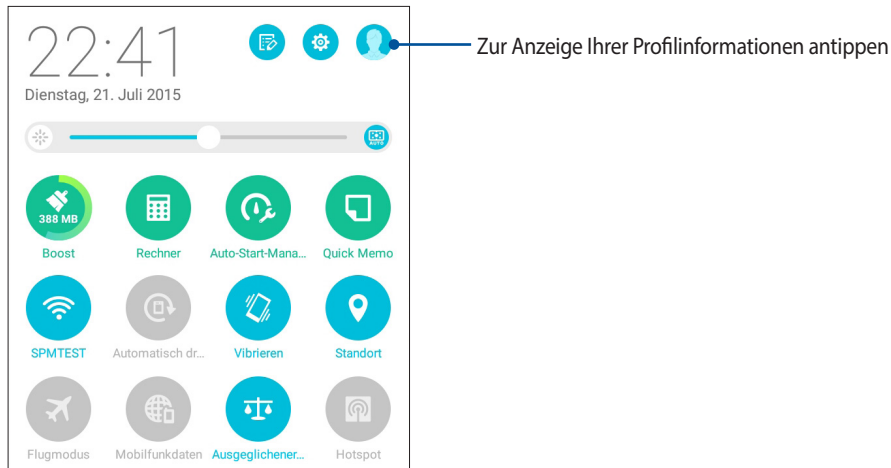 22:41
Zur Anzeige Ihrer Profilinformationen antippen
Dienstag, 21. Juli 2015
AUTO
388 MB
Boost Rechner Auto-Start-Mana... Quick Memo
SPMTEST Automatisch dr... Vibrieren Standort
Flugmodus Mobilfunkdaten Ausgeglichener... Hotspot